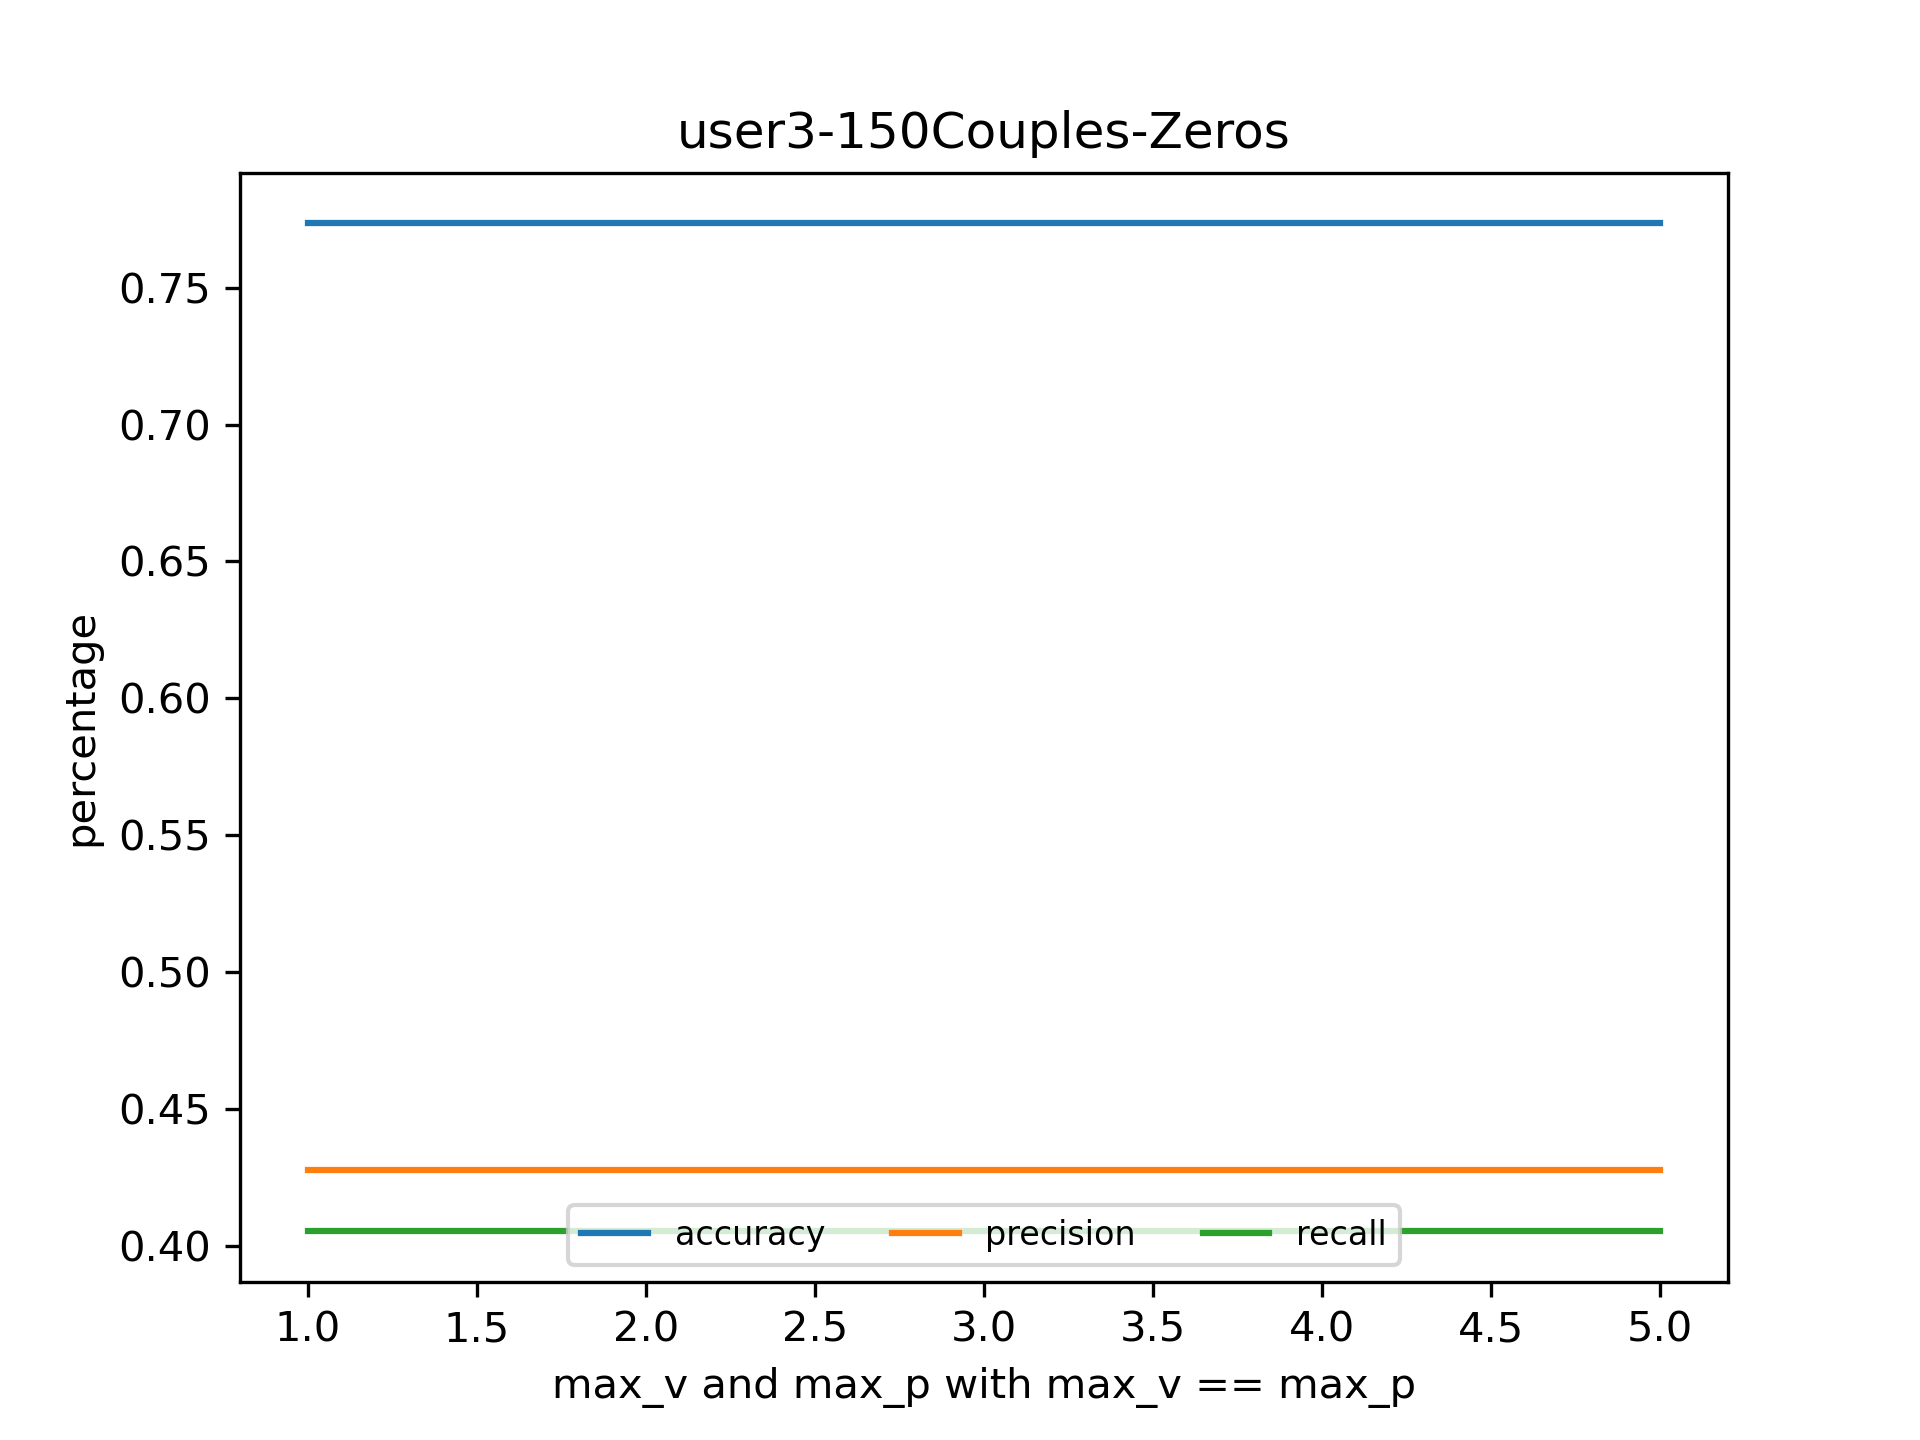 user3-150Couples-Zeros
percentage
0.75
0.70
0.65
0.60
0.55
0.50
0.45
0.40
accuracy precision recall
1.0 1.5 2.0 2.5 3.0 3.5 4.0 4.5 5.0
max_v and max_p with max_v == max_p